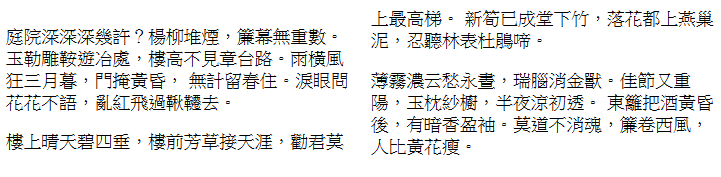 庭院深深深幾許？楊柳堆煙，簾幕無重數。
玉勒雕鞍遊冶處，樓高不見章台路。雨橫風
狂三月暮，門掩黃昏， 無計留春住。淚眼問
花花不語，亂紅飛過鞦韆去。
樓上晴天碧四垂，樓前芳草接天涯，勸君莫
上最高梯。 新筍巳成堂下竹，落花都上燕巢
泥，忍聽林表杜鵑啼。
薄霧濃云愁永晝，瑞腦消金獸。佳節又重
陽，玉枕紗櫥，半夜涼初透。 東籬把酒黃昏
後，有暗香盈袖。莫道不消魂，簾卷西風，
人比黃花瘦。